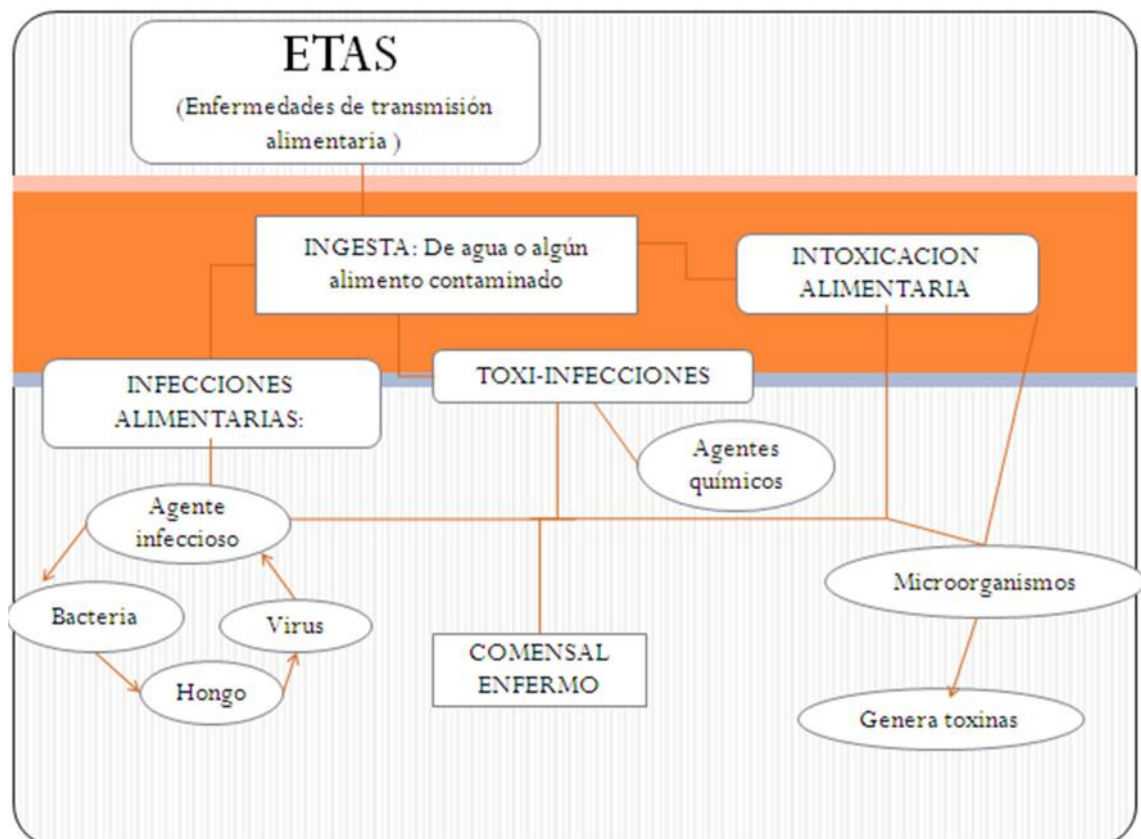 ETAS
(Enfermedades de transmisión
alimentaria )
INGESTA: De agua o algún
alimento contaminado
INTOXICACION
ALIMENTARIA
INFECCIONES
ALIMENTARIAS:
TOXI-INFECCIONES
Agentes
químicos
Agente
infeccioso
Microorganismos
Bacteria
Virus
COMENSAL
ENFERMO
Hongo
Genera toxinas